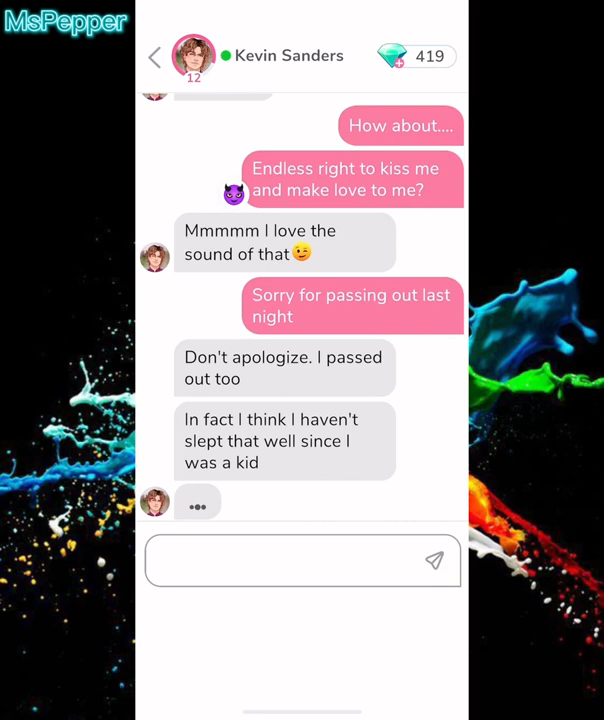 MsPepper
Kevin Sanders
419
12
How about....
Endless right to kiss me
and make love to me?
Mmmmm I love the
sound of that😉
Sorry for passing out last
night
Don't apologize. I passed
out too
In fact I think I haven't
slept that well since I
was a kid